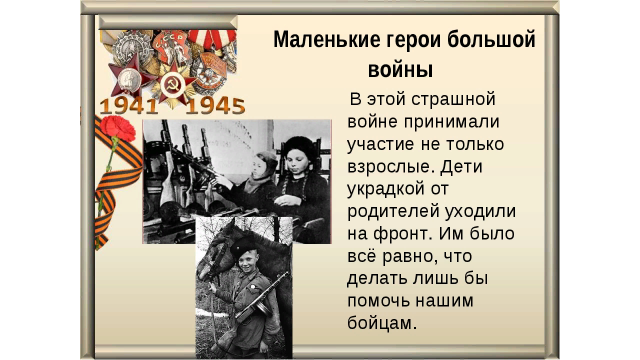 Маленькие герои большой
войны
1941 1945
В этой страшной
войне принимали
участие не только
взрослые. Дети
украдкой от
родителей уходили
на фронт. Им было
всё равно, что
делать лишь бы
помочь нашим
бойцам.